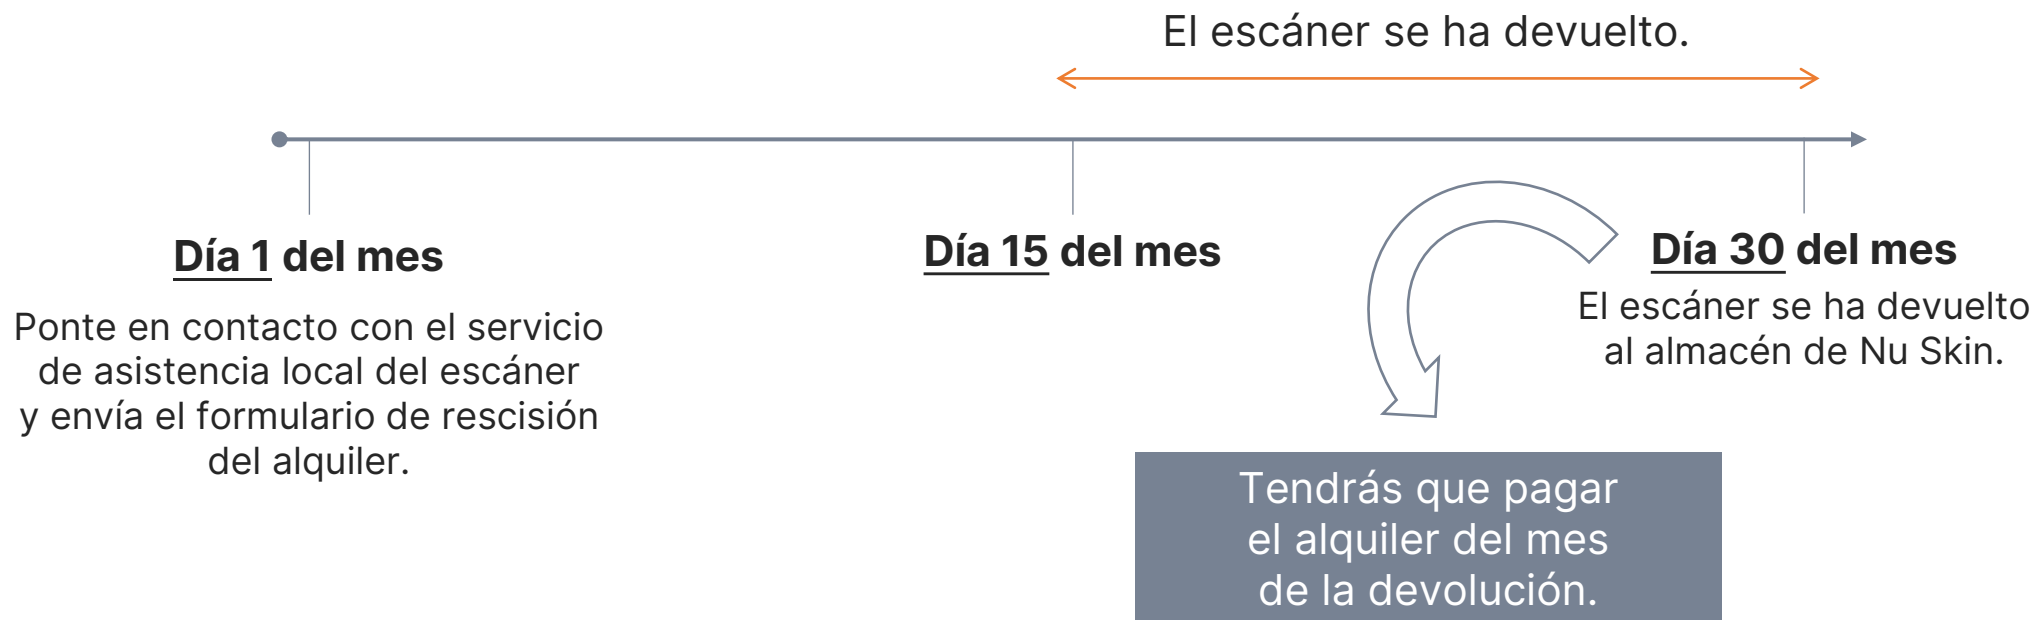 El escáner se ha devuelto.
Día 1 del mes
Ponte en contacto con el servicio
de asistencia local del escáner
y envía el formulario de rescisión
del alquiler.
Día 15 del mes
Día 30 del mes
El escáner se ha devuelto
al almacén de Nu Skin.
Tendrás que pagar
el alquiler del mes
de la devolución.